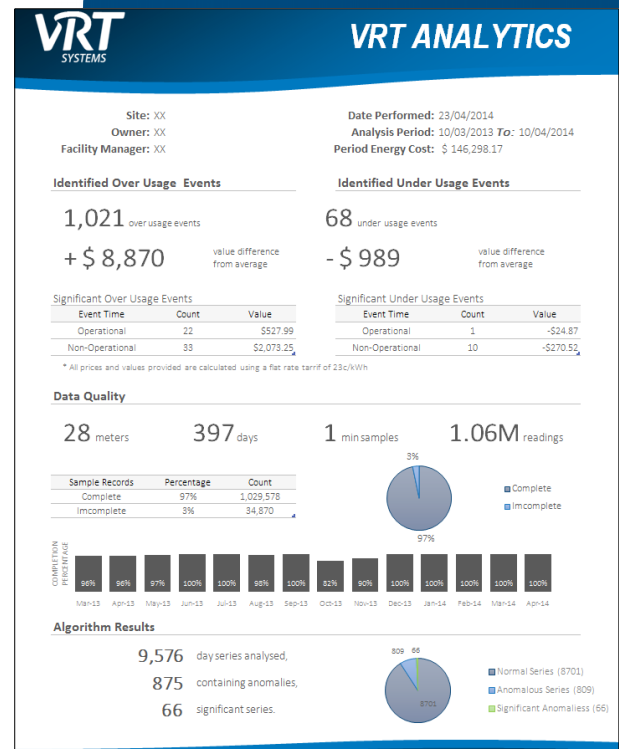 VRT
SYSTEMS
VRT ANALYTICS
Site: XX
Owner: XX
Facility Manager: XX
Date Performed: 23/04/2014
Analysis Period: 10/03/2013 To: 10/04/2014
Period Energy Cost: $ 146,298.17
Identified Over Usage Events
1,021 over usage events
+ $ 8,870 value difference
from average
Significant Over Usage Events
Event Time Count Value
Operational 22 $527.99
Non-Operational 33 $2,073.25
Identified Under Usage Events
68 under usage events
- $ 989 value difference
from average
Significant Under Usage Events
Event Time Count Value
Operational 1 -$24.87
Non-Operational 10 -$270.52
* All prices and values provided are calculated using a flat rate tarrif of 23c/kWh
Data Quality
28 meters 397 days 1 min samples 1.06M readings
Sample Records Percentage Count
Complete 97% 1,029,578
Imcomplete 3% 34,870
3%
97%
Complete
Imcomplete
COMPLETION
PERCENTAGE
96% 96% 97% 100% 100% 98% 100% 82% 90% 100% 100% 100% 100% 100%
Mar-13 Apr-13 May-13 Jun-13 Jul-13 Aug-13 Sep-13 Oct-13 Nov-13 Dec-13 Jan-14 Feb-14 Mar-14 Apr-14
Algorithm Results
9,576 day series analysed,
875 containing anomalies,
66 significant series.
809 66
8701
Normal Series (8701)
Anomalous Series (809)
Significant Anomaliess (66)